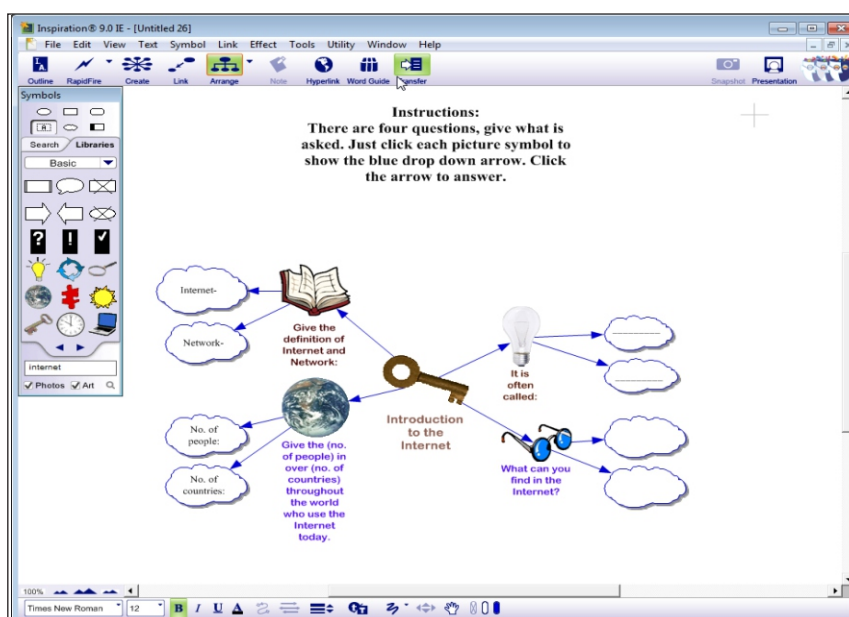 Inspiration® 9.0 IE - [Untitled 26]
File Edit View Text Symbol Link Effect Tools Utility Window Help
Outline RapidFire Create Link Arrange Note Hyperlink Word Guide Transfer Snapshot Presentation
Symbols
Search Libraries
Basic
internet
Photos Art
Instructions:
There are four questions, give what is
asked. Just click each picture symbol to
show the blue drop down arrow. Click
the arrow to answer.
Internet-
Network-
Give the
definition of
Internet and
Network:
It is
often
called:
Introduction
to the
Internet
No. of
people:
No. of
countries:
Give the (no.
of people) in
over (no. of
countries)
throughout
the world
who use the
Internet
today.
What can you
find in the
Internet?
100%
Times New Roman 12 B I U A